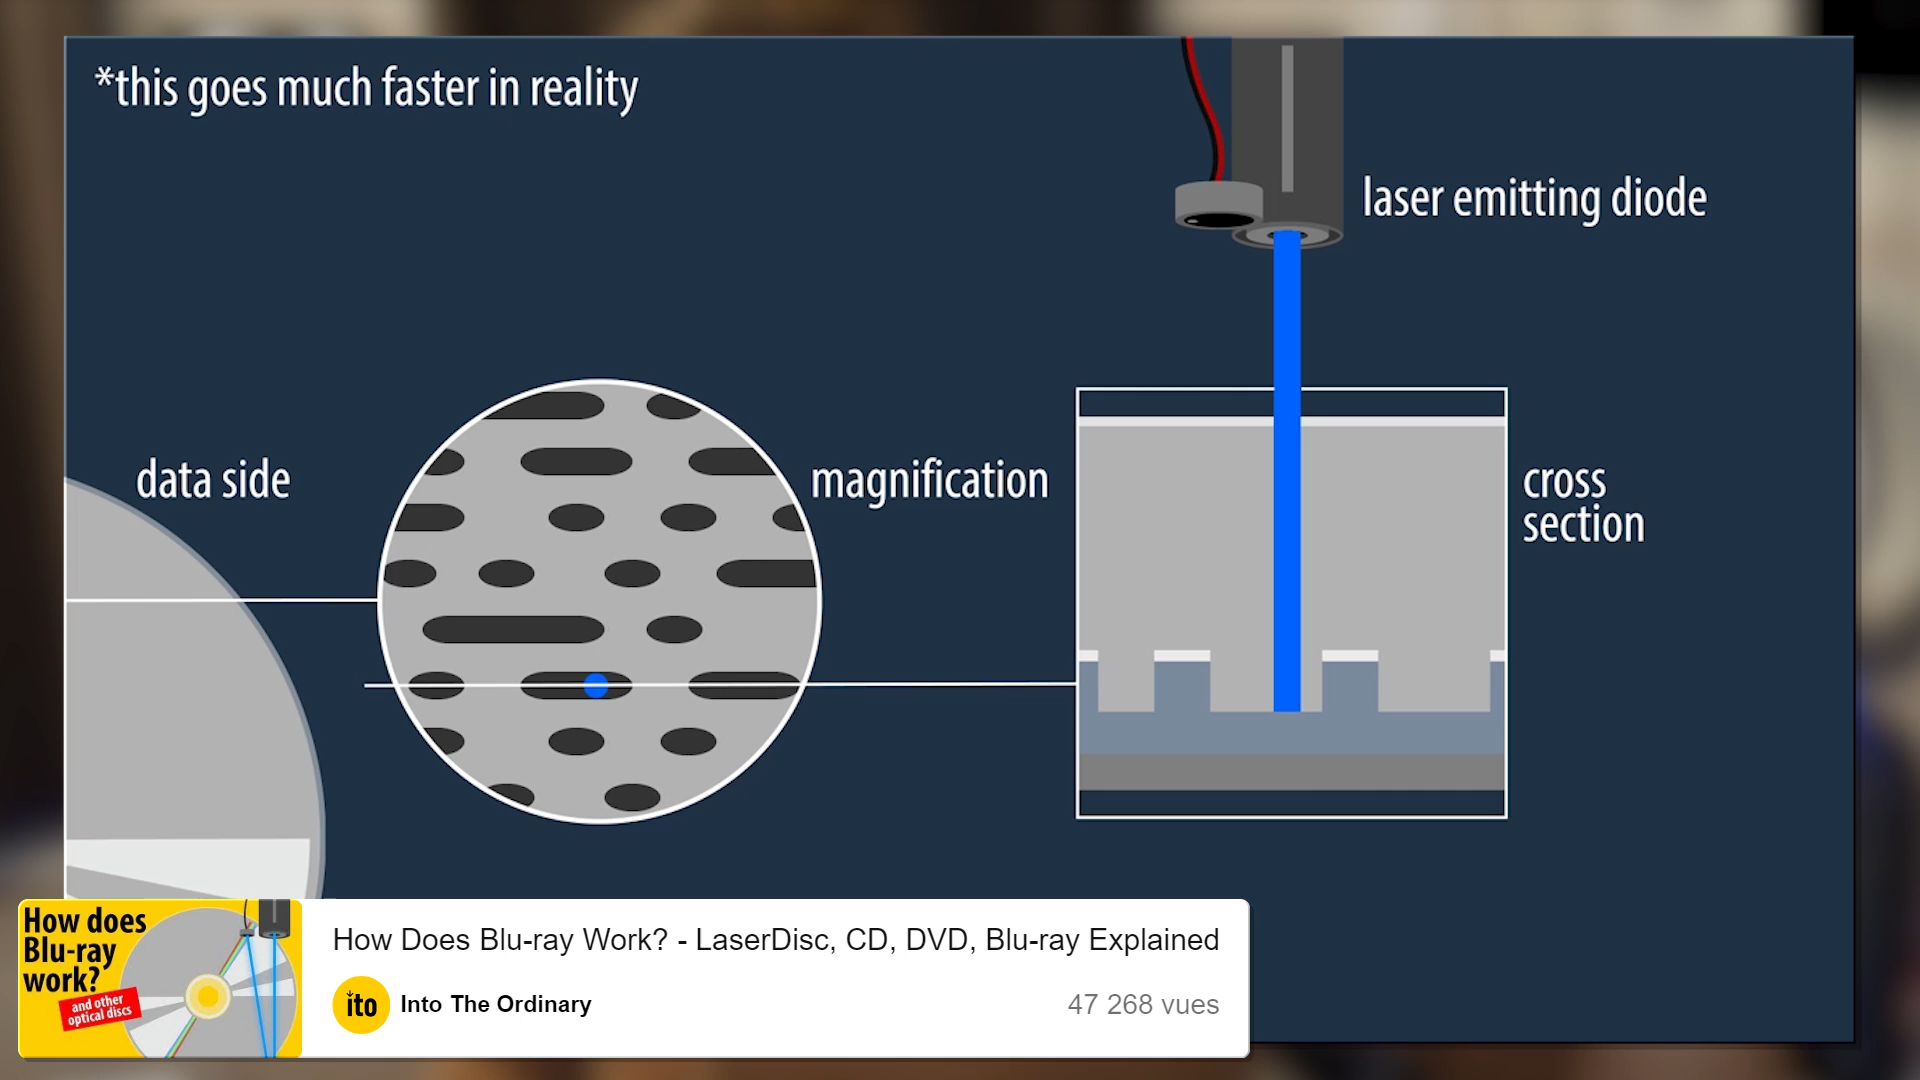 *this goes much faster in reality
laser emitting diode
data side
magnification
cross
section
How does
Blu-ray
work?
and other
optical discs
How Does Blu-ray Work? - LaserDisc, CD, DVD, Blu-ray Explained
ito
Into The Ordinary
47 268 vues